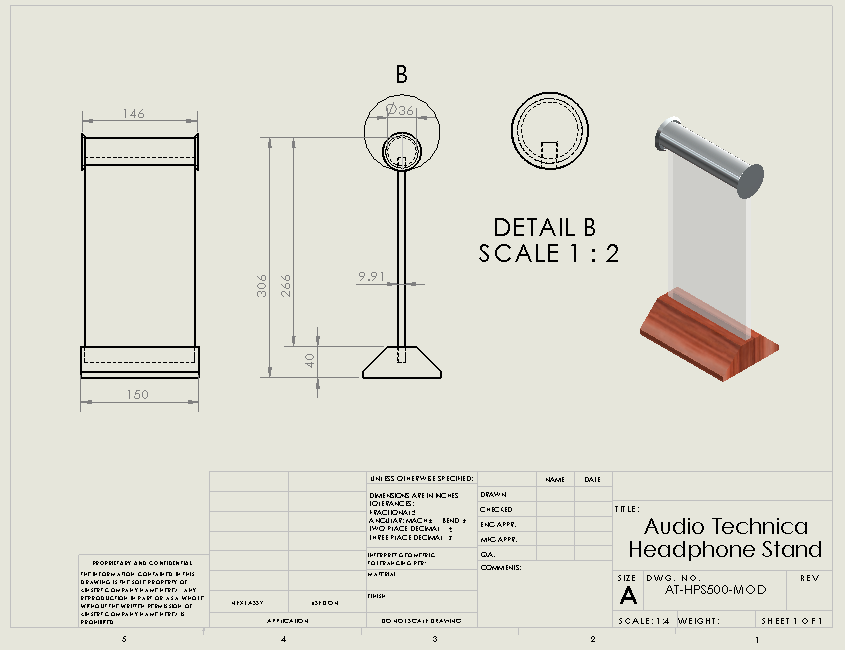 B
146
Ø36
DETAIL B
SCALE 1 : 2
306
266
9.91
40
150
UNLESS OTHERWISE SPECIFIED:
DIMENSIONS ARE IN INCHES
TOLERANCES:
FRACTIONAL±
ANGULAR: MACH± BEND ±
TWO PLACE DECIMAL ±
THREE PLACE DECIMAL ±
INTERPRET GEOMETRIC
TOLERANCING PER:
MATERIAL
FINISH
DO NOT SCALE DRAWING
NAME DATE
DRAWN
CHECKED
ENG APPR.
MFG APPR.
Q.A.
COMMENTS:
TITLE:
Audio Technica
Headphone Stand
SIZE DWG. NO. REV
A AT-HPS500-MOD
SCALE: 1:4 WEIGHT: SHEET 1 OF 1
PROPRIETARY AND CONFIDENTIAL
THE INFORMATION CONTAINED IN THIS
DRAWING IS THE SOLE PROPERTY OF
<INSERT COMPANY NAME HERE>. ANY
REPRODUCTION IN PART OR AS A WHOLE
WITHOUT THE WRITTEN PERMISSION OF
<INSERT COMPANY NAME HERE> IS
PROHIBITED.
NEXT ASSY USED ON
APPLICATION
5 4 3 2 1